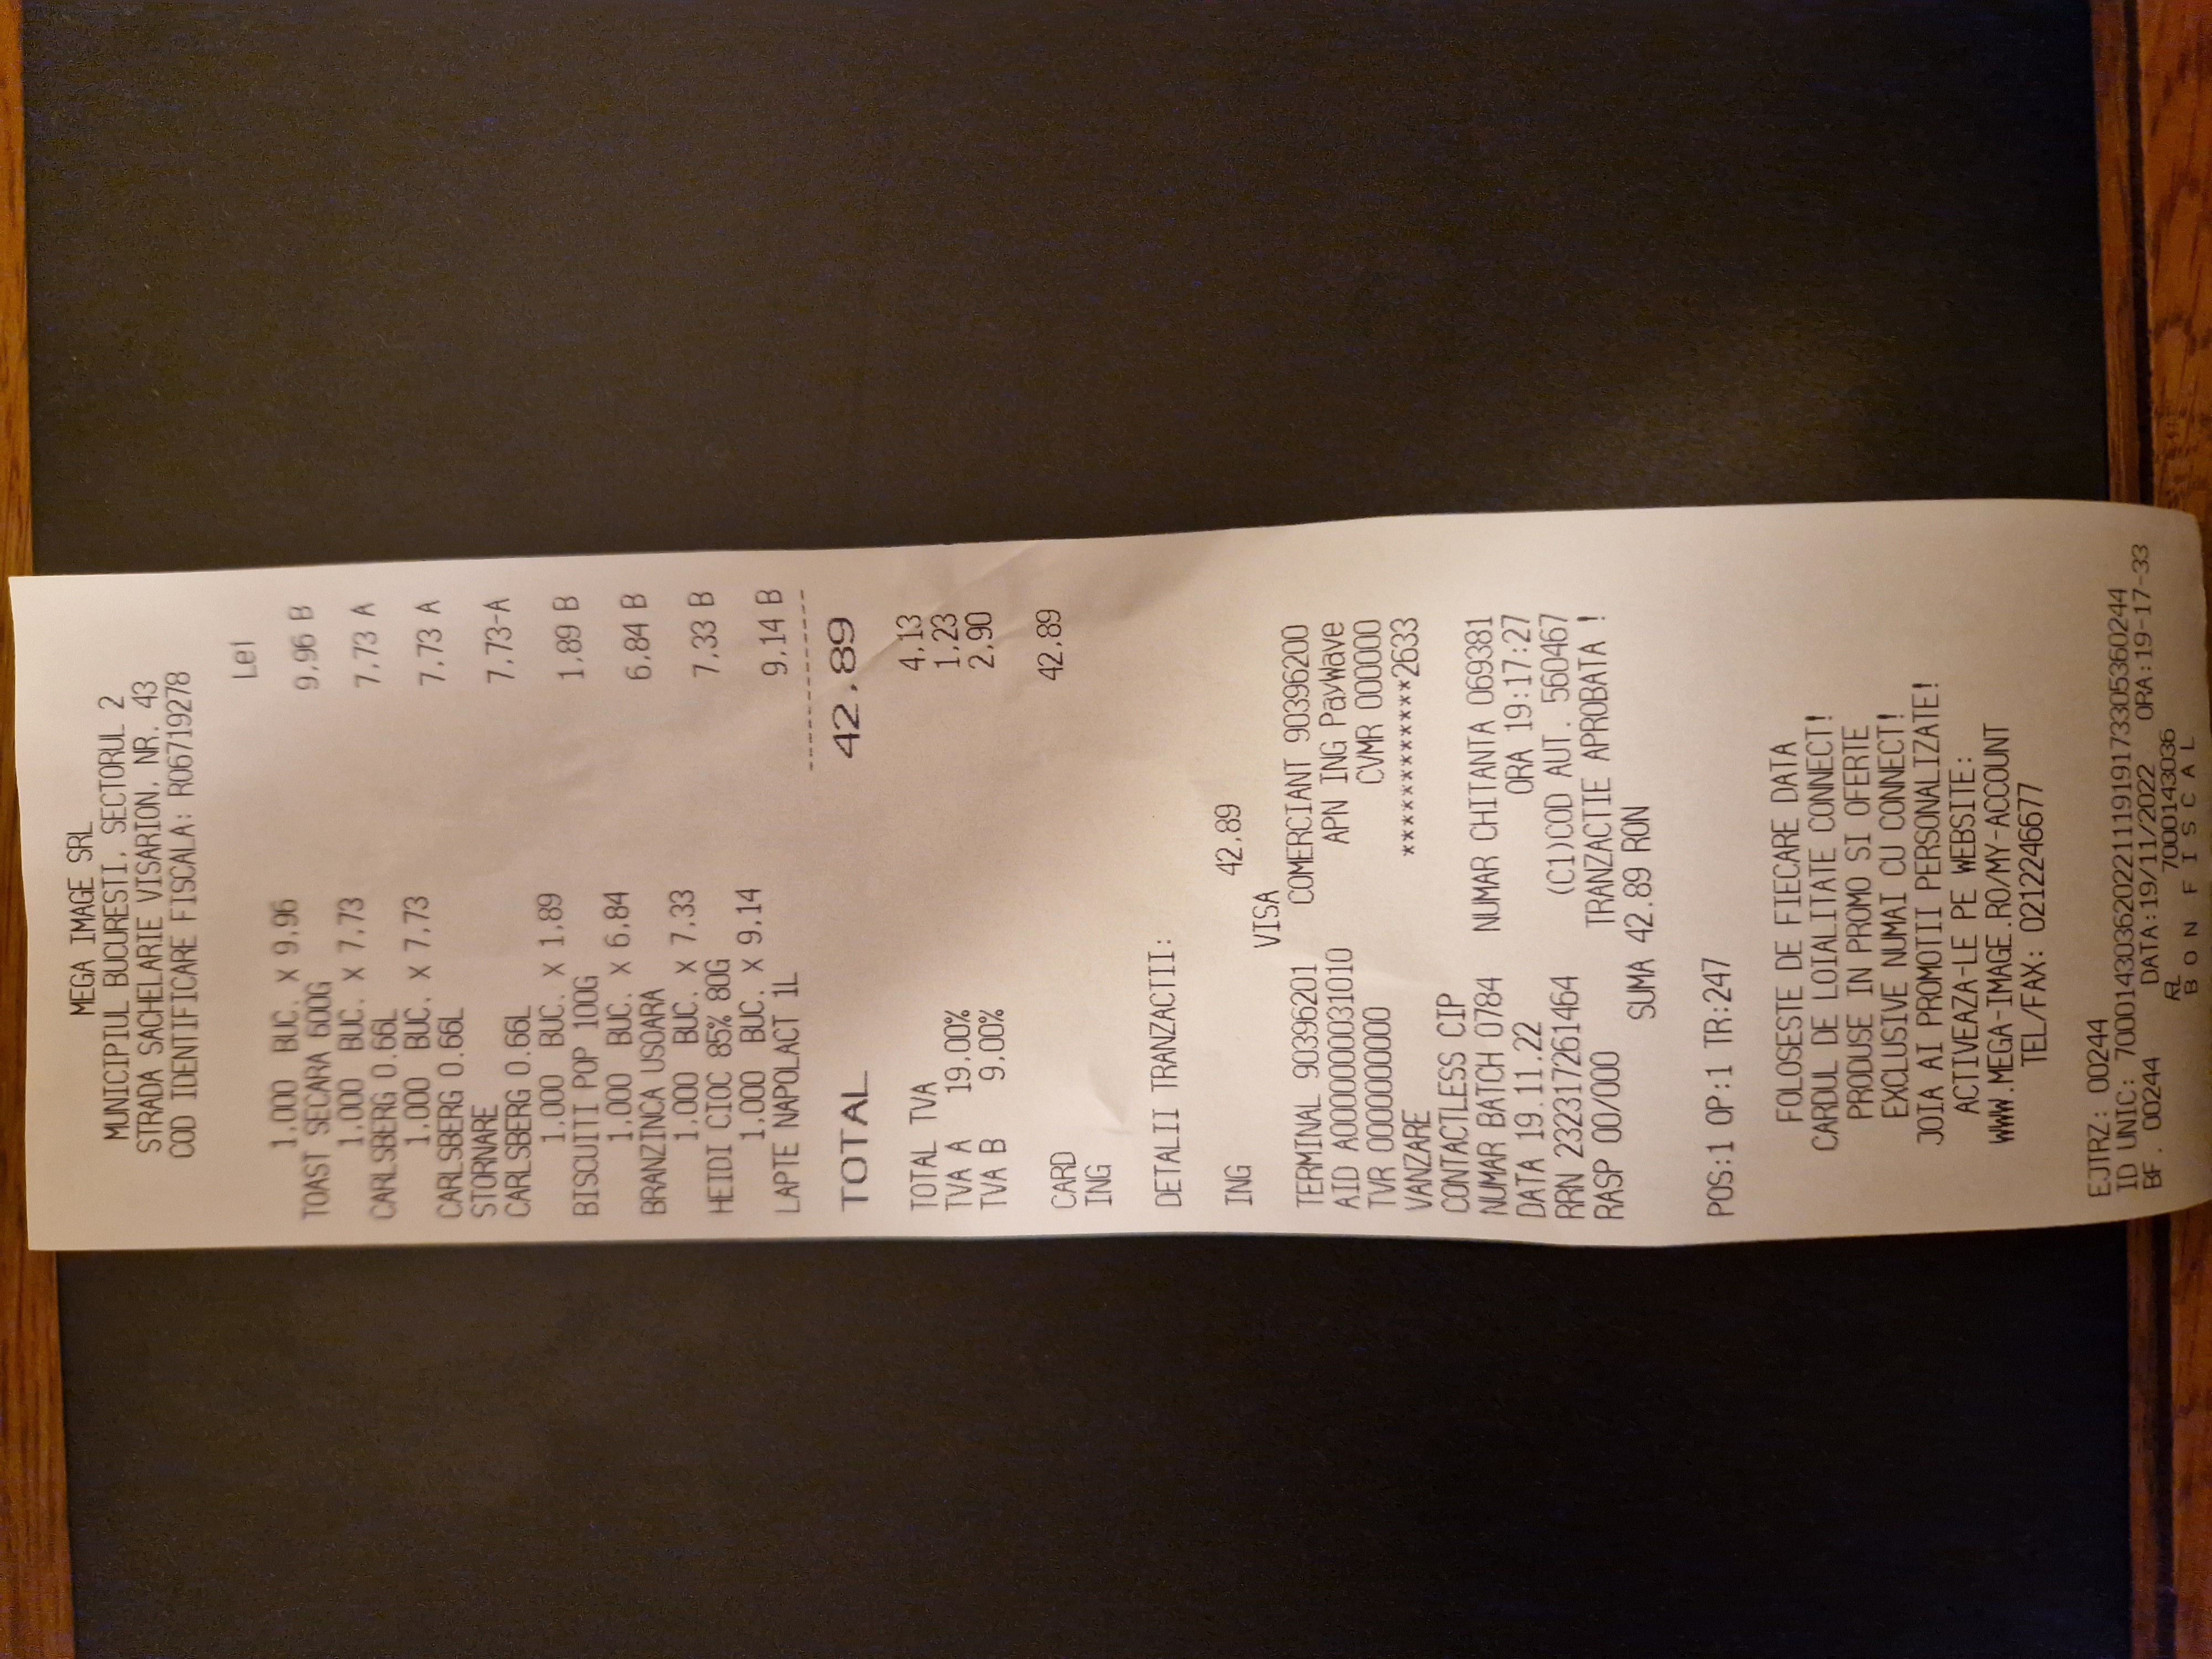 MEGA IMAGE SRL
MUNICIPIUL BUCURESTI, SECTORUL 2
STRADA SACHELARIE VISARION, NR. 43
COD IDENTIFICARE FISCALA: RO6719278
Lei
1.000 BUC. X 9.96
TOAST SECARA 600G 9.96 B
1.000 BUC. X 7.73
CARLSBERG 0.66L 7.73 A
1.000 BUC. X 7.73
CARLSBERG 0.66L 7.73 A
STORNARE
CARLSBERG 0.66L 7.73-A
1.000 BUC. X 1.89
BISCUITI POP 100G 1.89 B
1.000 BUC. X 6.84
BRANZINCA USOARA 6.84 B
1.000 BUC. X 7.33
HEIDI CIOC 85% 80G 7.33 B
1.000 BUC. X 9.14
LAPTE NAPOLACT 1L 9.14 B
------------
TOTAL 42.89
TOTAL TVA 4.13
TVA A 19.00% 1.23
TVA B 9.00% 2.90
CARD 42.89
ING
DETALII TRANZACTII:
ING 42.89
VISA
TERMINAL 90396201 COMERCIANT 90396200
AID A0000000031010 APN ING PayWave
TVR 0000000000 CVMR 000000
VANZARE ************2633
CONTACTLESS CIP
NUMAR BATCH 0784 NUMAR CHITANTA 069381
DATA 19.11.22 ORA 19:17:27
RRN 232317261464 (C1)COD AUT. 560467
RASP 00/000 TRANZACTIE APROBATA !
SUMA 42.89 RON
POS:1 OP:1 TR:247
FOLOSESTE DE FIECARE DATA
CARDUL DE LOIALITATE CONNECT!
PRODUSE IN PROMO SI OFERTE
EXCLUSIVE NUMAI CU CONNECT!
JOIA AI PROMOTII PERSONALIZATE!
ACTIVEAZA-LE PE WEBSITE:
WWW.MEGA-IMAGE.RO/MY-ACCOUNT
TEL/FAX: 0212246677
EJTRZ: 00244
ID UNIC: 7000143036202211191917330536​0244
BF. 00244 DATA:19/11/2022 ORA:19-17-33
7000143036
BON FISCAL